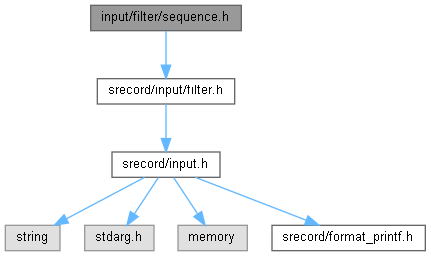 input/filter/sequence.h
srecord/input/filter.h
srecord/input.h
string
stdarg.h
memory
srecord/format_printf.h